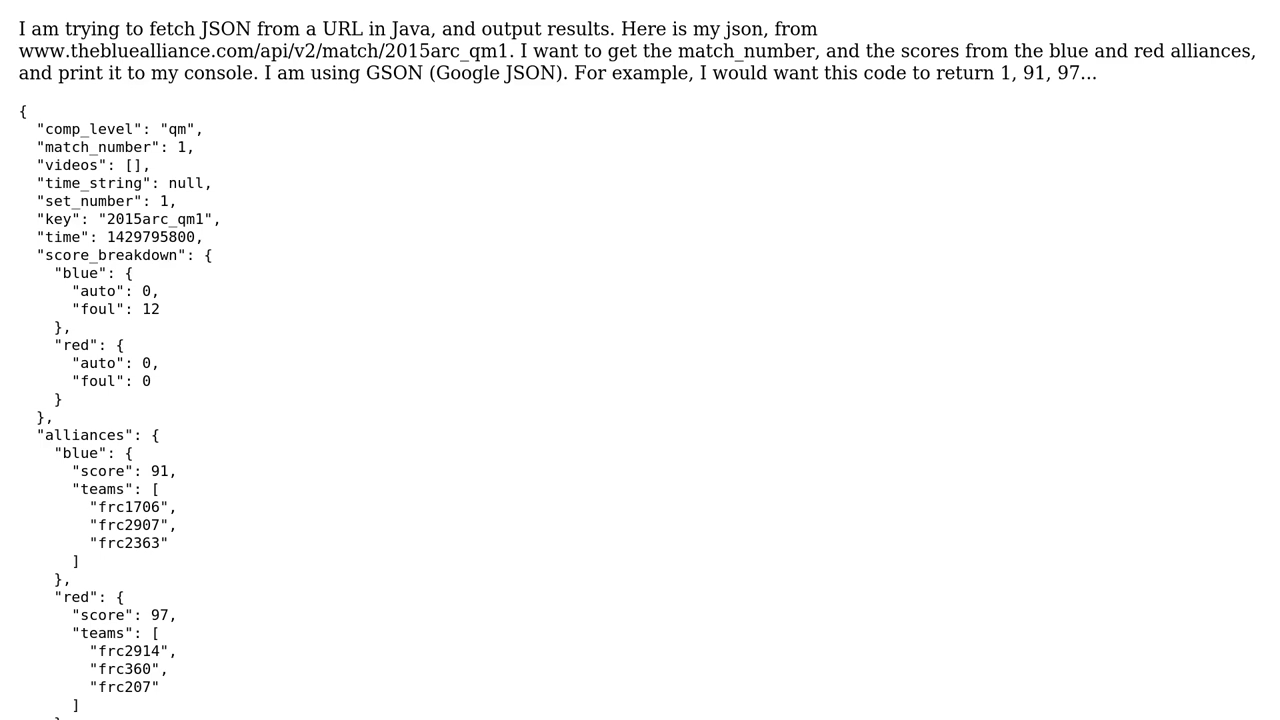 I am trying to fetch JSON from a URL in Java, and output results. Here is my json, from
www.thebluealliance.com/api/v2/match/2015arc_qm1. I want to get the match_number, and the scores from the blue and red alliances,
and print it to my console. I am using GSON (Google JSON). For example, I would want this code to return 1, 91, 97...
{
  "comp_level": "qm",
  "match_number": 1,
  "videos": [],
  "time_string": null,
  "set_number": 1,
  "key": "2015arc_qm1",
  "time": 1429795800,
  "score_breakdown": {
    "blue": {
      "auto": 0,
      "foul": 12
    },
    "red": {
      "auto": 0,
      "foul": 0
    }
  },
  "alliances": {
    "blue": {
      "score": 91,
      "teams": [
        "frc1706",
        "frc2907",
        "frc2363"
      ]
    },
    "red": {
      "score": 97,
      "teams": [
        "frc2914",
        "frc360",
        "frc207"
      ]